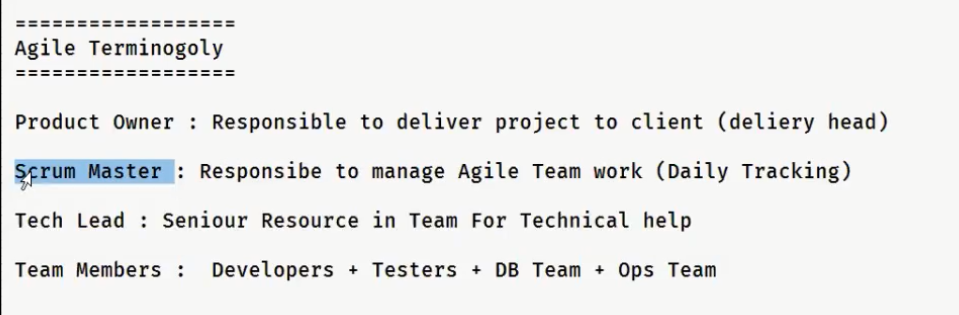 ==================
Agile Terminogoly
==================
Product Owner : Responsible to deliver project to client (deliery head)
Scrum Master : Responsibe to manage Agile Team work (Daily Tracking)
Tech Lead : Seniour Resource in Team For Technical help
Team Members :  Developers + Testers + DB Team + Ops Team